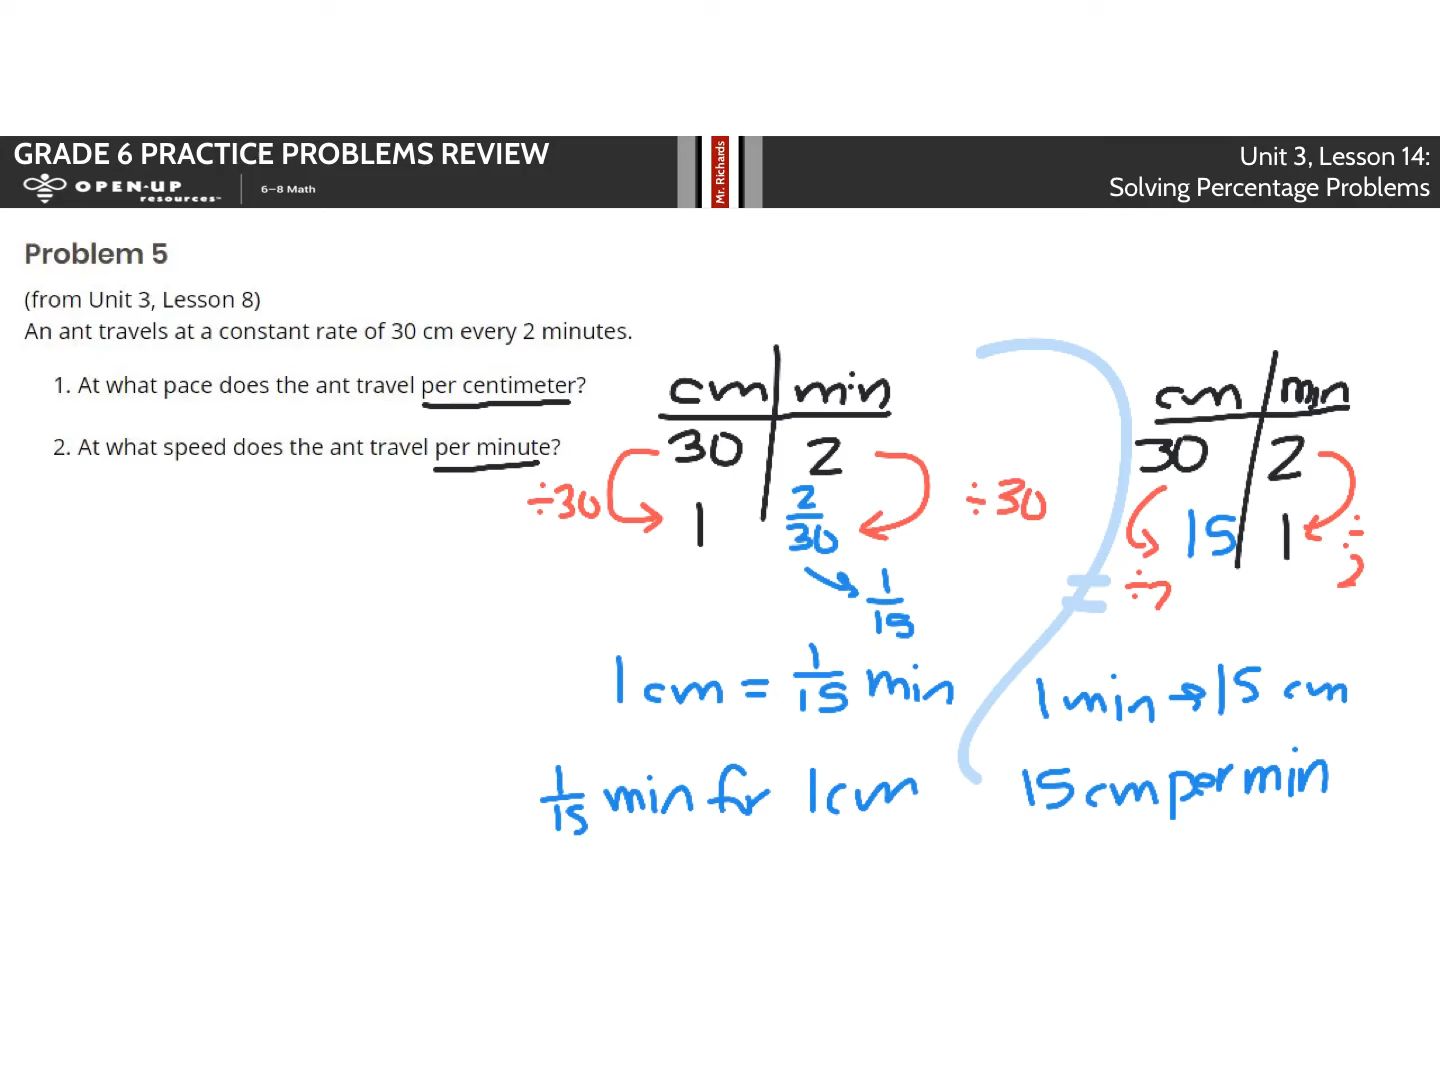 GRADE 6 PRACTICE PROBLEMS REVIEW
OPEN-UP
resources™
6–8 Math
Mr. Richards
Unit 3, Lesson 14:
Solving Percentage Problems
Problem 5
(from Unit 3, Lesson 8)
An ant travels at a constant rate of 30 cm every 2 minutes.
1. At what pace does the ant travel per centimeter?
2. At what speed does the ant travel per minute?
cm min
30 2
÷30 ÷30
1 2/30
1/15
1 cm = 1/15 min
1/15 min for 1 cm
cm min
30 2
15 1
÷2 ÷2
1 min → 15 cm
15 cm per min